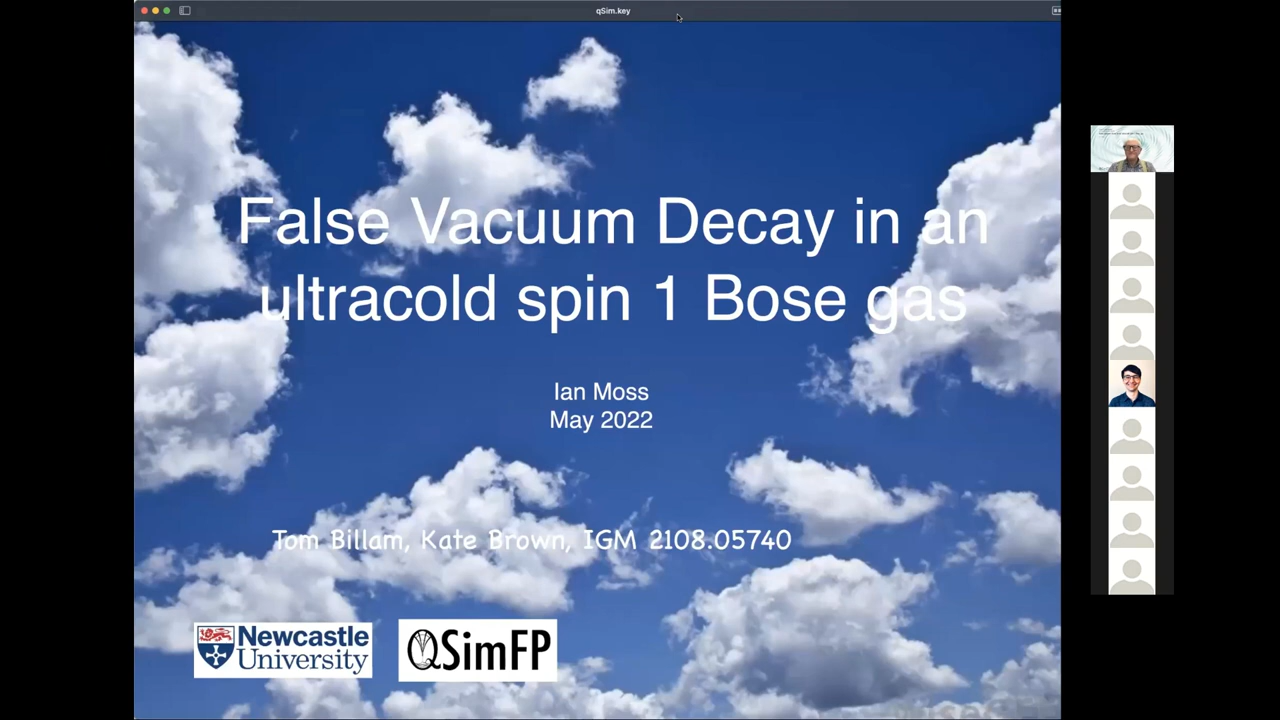 qSim.key
False Vacuum Decay in an
ultracold spin 1 Bose gas
Ian Moss
May 2022
Tom Billam, Kate Brown, IGM 2108.05740
Newcastle
University
QSimFP